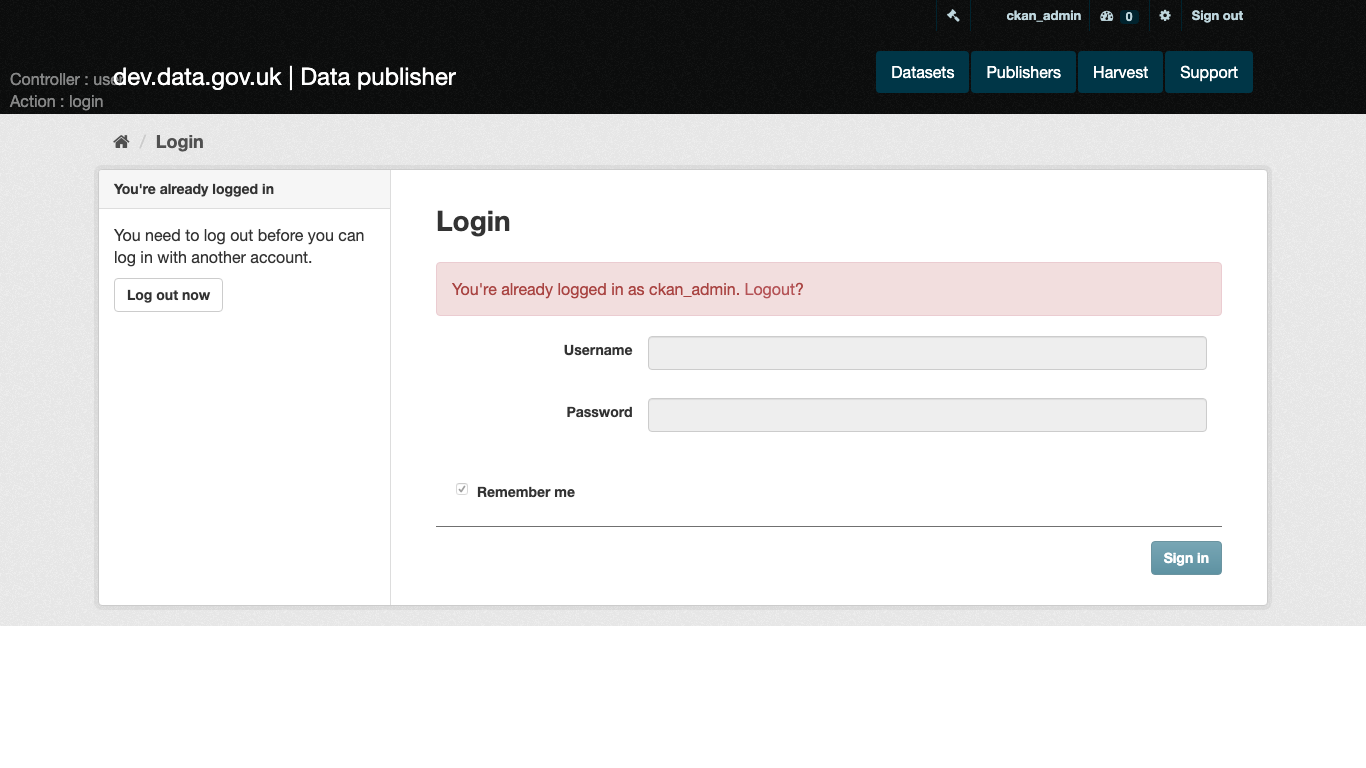 ckan_admin 0 Sign out
Controller : user
dev.data.gov.uk | Data publisher
Action : login
Datasets Publishers Harvest Support
/ Login
You're already logged in
You need to log out before you can
log in with another account.
Log out now
Login
You're already logged in as ckan_admin. Logout?
Username
Password
Remember me
Sign in